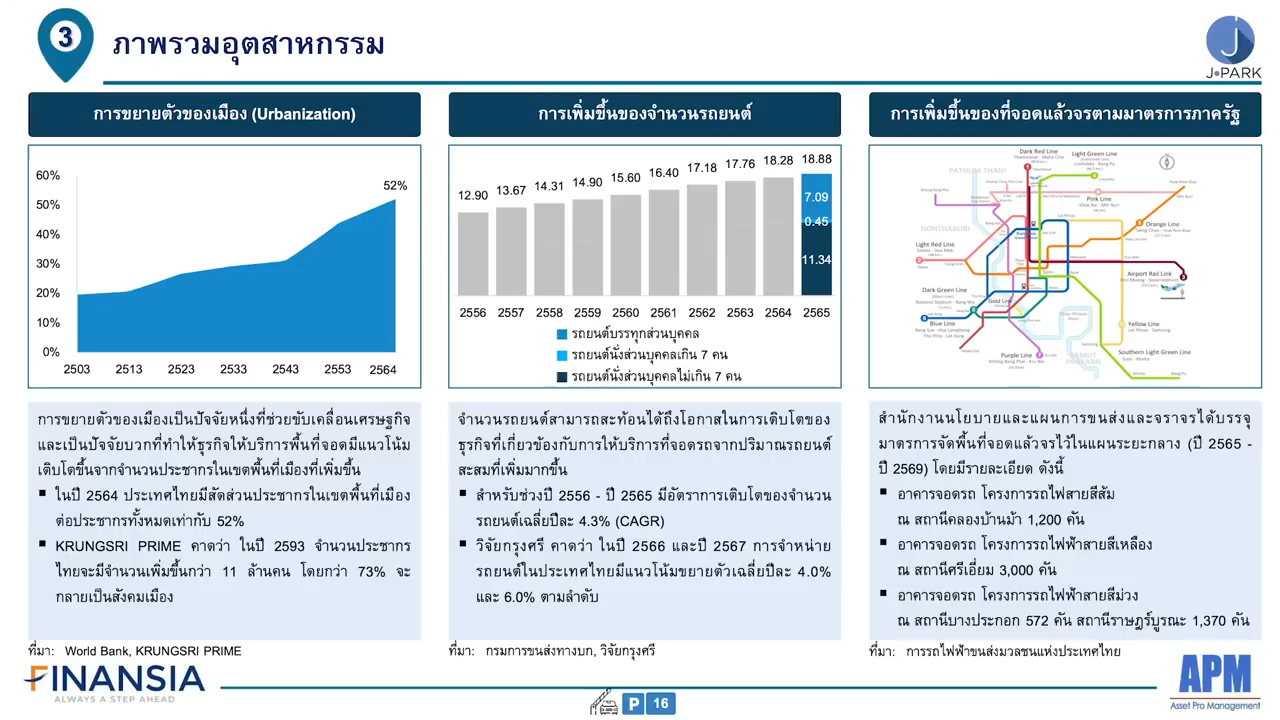 3
ภาพรวมอุตสาหกรรม
J PARK
การขยายตัวของเมือง (Urbanization)
60%
50%
40%
30%
20%
10%
0%
52%
2503 2513 2523 2533 2543 2553 2564
การขยายตัวของเมืองเป็นปัจจัยหนึ่งที่ช่วยขับเคลื่อนเศรษฐกิจ
และเป็นปัจจัยบวกที่ทำให้ธุรกิจให้บริการพื้นที่จอดมีแนวโน้ม
เติบโตขึ้นจากจำนวนประชากรในเขตพื้นที่เมืองที่เพิ่มขึ้น
▪ ในปี 2564 ประเทศไทยมีสัดส่วนประชากรในเขตพื้นที่เมือง
ต่อประชากรทั้งหมดเท่ากับ 52%
▪ KRUNGSRI PRIME คาดว่า ในปี 2593 จำนวนประชากร
ไทยจะมีจำนวนเพิ่มขึ้นกว่า 11 ล้านคน โดยกว่า 73% จะ
กลายเป็นสังคมเมือง
ที่มา: World Bank, KRUNGSRI PRIME
การเพิ่มขึ้นของจำนวนรถยนต์
12.90 13.67 14.31 14.90 15.60 16.40 17.18 17.76 18.28 18.88
7.09
0.45
11.34
2556 2557 2558 2559 2560 2561 2562 2563 2564 2565
รถยนต์บรรทุกส่วนบุคคล
รถยนต์นั่งส่วนบุคคลเกิน 7 คน
รถยนต์นั่งส่วนบุคคลไม่เกิน 7 คน
จำนวนรถยนต์สามารถสะท้อนได้ถึงโอกาสในการเติบโตของ
ธุรกิจที่เกี่ยวข้องกับการให้บริการที่จอดรถจากปริมาณรถยนต์
สะสมที่เพิ่มมากขึ้น
▪ สำหรับช่วงปี 2556 - ปี 2565 มีอัตราการเติบโตของจำนวน
รถยนต์เฉลี่ยปีละ 4.3% (CAGR)
▪ วิจัยกรุงศรี คาดว่า ในปี 2566 และปี 2567 การจำหน่าย
รถยนต์ในประเทศไทยมีแนวโน้มขยายตัวเฉลี่ยปีละ 4.0%
และ 6.0% ตามลำดับ
ที่มา: กรมการขนส่งทางบก, วิจัยกรุงศรี
การเพิ่มขึ้นของที่จอดแล้วจรตามมาตรการภาครัฐ
Dark Red Line
Light Green Line
PATHUM THANI
Pink Line
NONTHABURI
Orange Line
Light Red Line
Airport Rail Link
Dark Green Line
Gold Line
Blue Line
Yellow Line
Purple Line
Southern Light Green Line
SAMUT PRAKARN
สำนักงานนโยบายและแผนการขนส่งและจราจรได้บรรจุ
มาตรการจัดพื้นที่จอดแล้วจรไว้ในแผนระยะกลาง (ปี 2565 -
ปี 2569) โดยมีรายละเอียด ดังนี้
▪ อาคารจอดรถ โครงการรถไฟสายสีส้ม
ณ สถานีคลองบ้านม้า 1,200 คัน
▪ อาคารจอดรถ โครงการรถไฟฟ้าสายสีเหลือง
ณ สถานีศรีเอี่ยม 3,000 คัน
▪ อาคารจอดรถ โครงการรถไฟฟ้าสายสีม่วง
ณ สถานีบางปะกอก 572 คัน สถานีราษฎร์บูรณะ 1,370 คัน
ที่มา: การรถไฟฟ้าขนส่งมวลชนแห่งประเทศไทย
FINANSIA
ALWAYS A STEP AHEAD
P 16
APM
Asset Pro Management